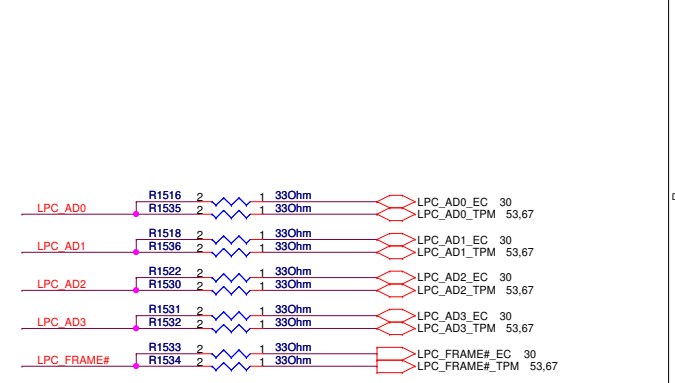 R1516 2 1 33Ohm LPC_AD0_EC 30
LPC_AD0 R1535 2 1 33Ohm LPC_AD0_TPM 53,67
R1518 2 1 33Ohm LPC_AD1_EC 30
LPC_AD1 R1536 2 1 33Ohm LPC_AD1_TPM 53,67
R1522 2 1 33Ohm LPC_AD2_EC 30
LPC_AD2 R1530 2 1 33Ohm LPC_AD2_TPM 53,67
R1531 2 1 33Ohm LPC_AD3_EC 30
LPC_AD3 R1532 2 1 33Ohm LPC_AD3_TPM 53,67
R1533 2 1 33Ohm LPC_FRAME#_EC 30
LPC_FRAME# R1534 2 1 33Ohm LPC_FRAME#_TPM 53,67